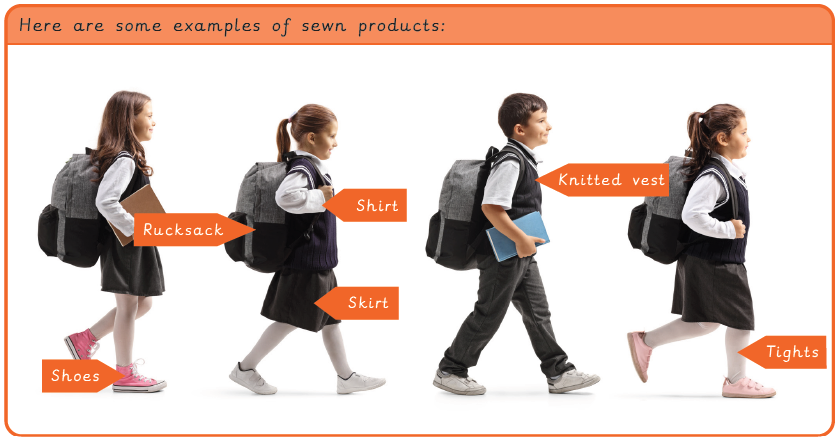 Here are some examples of sewn products:
Knitted vest
Shirt
Rucksack
Skirt
Tights
Shoes